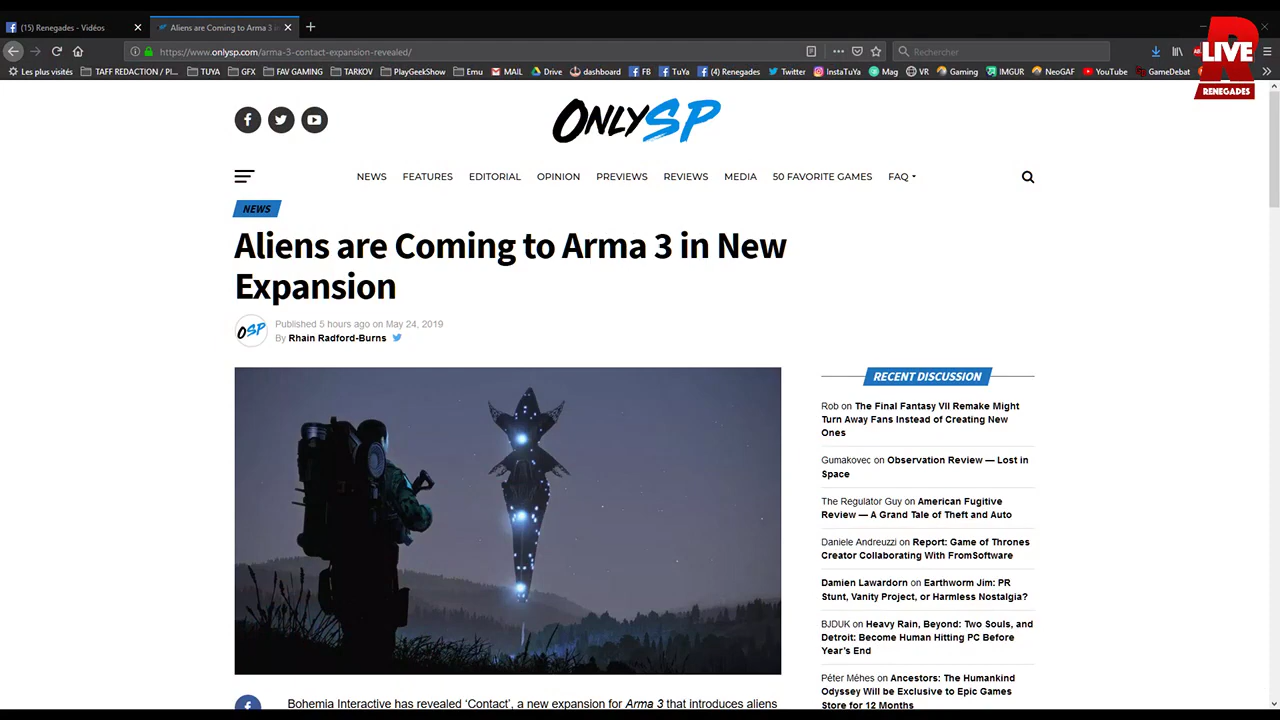 (15) Renegades - Vidéos
Aliens are Coming to Arma 3 in
https://www.onlysp.com/arma-3-contact-expansion-revealed/
Rechercher
Les plus visités
TAFF REDACTION / PI...
TUYA
GFX
FAV GAMING
TARKOV
PlayGeekShow
Emu
MAIL
Drive
dashboard
FB
TuYa
(4) Renegades
Twitter
InstaTuYa
Mag
VR
Gaming
IMGUR
NeoGAF
YouTube
GameDebat
LIVE
RENEGADES
ONLYSP
NEWS
FEATURES
EDITORIAL
OPINION
PREVIEWS
REVIEWS
MEDIA
50 FAVORITE GAMES
FAQ
NEWS
Aliens are Coming to Arma 3 in New
Expansion
OSP
Published 5 hours ago on May 24, 2019
By Rhain Radford-Burns
RECENT DISCUSSION
Rob on The Final Fantasy VII Remake Might
Turn Away Fans Instead of Creating New
Ones
Gumakovec on Observation Review — Lost in
Space
The Regulator Guy on American Fugitive
Review — A Grand Tale of Theft and Auto
Daniele Andreuzzi on Report: Game of Thrones
Creator Collaborating With FromSoftware
Damien Lawardorn on Earthworm Jim: PR
Stunt, Vanity Project, or Harmless Nostalgia?
BJDUK on Heavy Rain, Beyond: Two Souls, and
Detroit: Become Human Hitting PC Before
Year's End
Péter Méhes on Ancestors: The Humankind
Odyssey Will be Exclusive to Epic Games
Store for 12 Months
Bohemia Interactive has revealed ‘Contact’, a new expansion for Arma 3 that introduces aliens